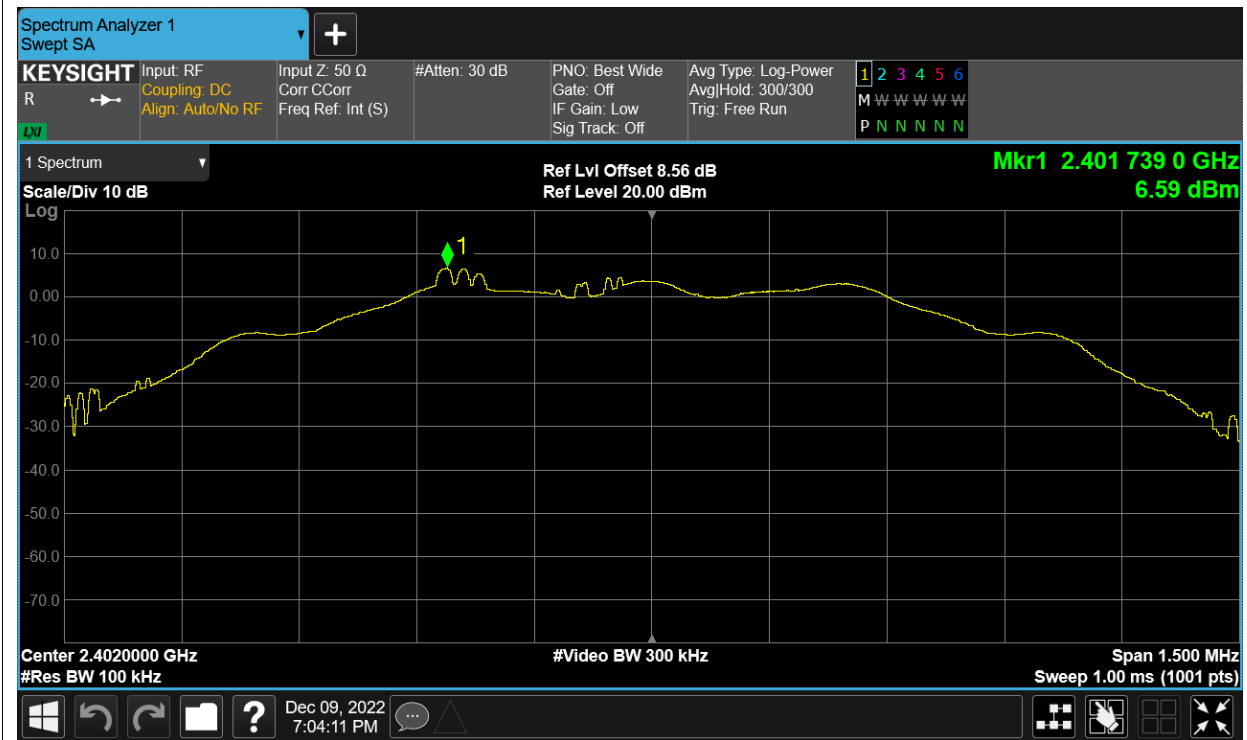 Spectrum Analyzer 1
Swept SA
KEYSIGHT
R
LXI
Input: RF
Coupling: DC
Align: Auto/No RF
Input Z: 50 Ω
Corr CCorr
Freq Ref: Int (S)
#Atten: 30 dB
PNO: Best Wide
Gate: Off
IF Gain: Low
Sig Track: Off
Avg Type: Log-Power
Avg|Hold: 300/300
Trig: Free Run
1 2 3 4 5 6
M W W W W W
P N N N N N
1 Spectrum
Scale/Div 10 dB
Log
Ref Lvl Offset 8.56 dB
Ref Level 20.00 dBm
Mkr1 2.401 739 0 GHz
6.59 dBm
1
10.0
0.00
-10.0
-20.0
-30.0
-40.0
-50.0
-60.0
-70.0
Center 2.4020000 GHz
#Res BW 100 kHz
#Video BW 300 kHz
Span 1.500 MHz
Sweep 1.00 ms (1001 pts)
?
Dec 09, 2022
7:04:11 PM